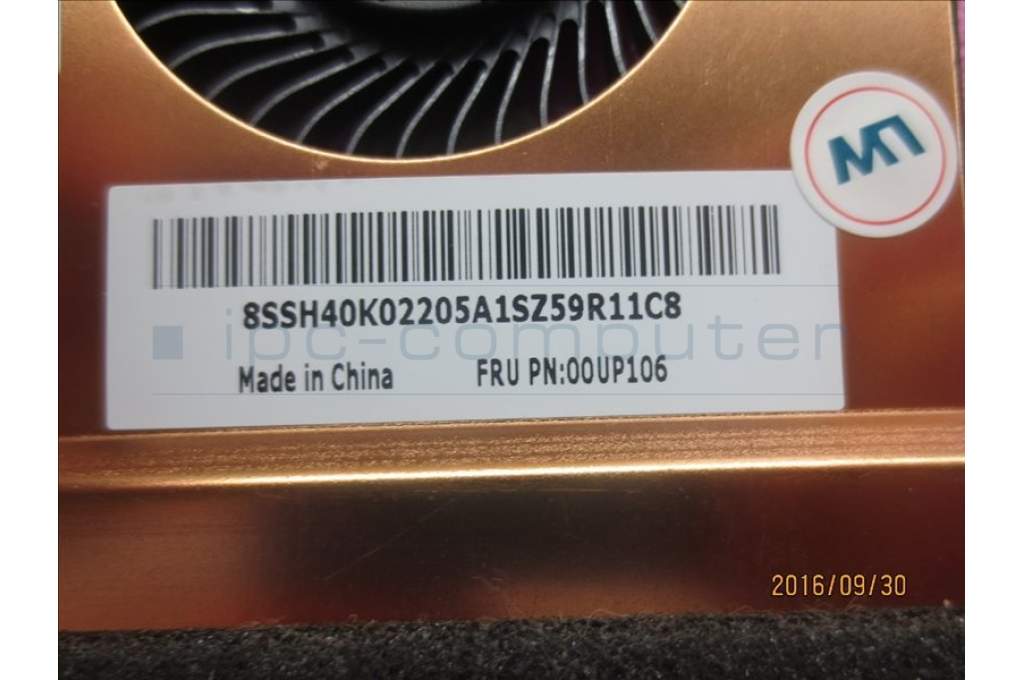 8SSH40K02205A1SZ59R11C8
ipc-computer
Made in China FRU PN:00UP106
2016/09/30